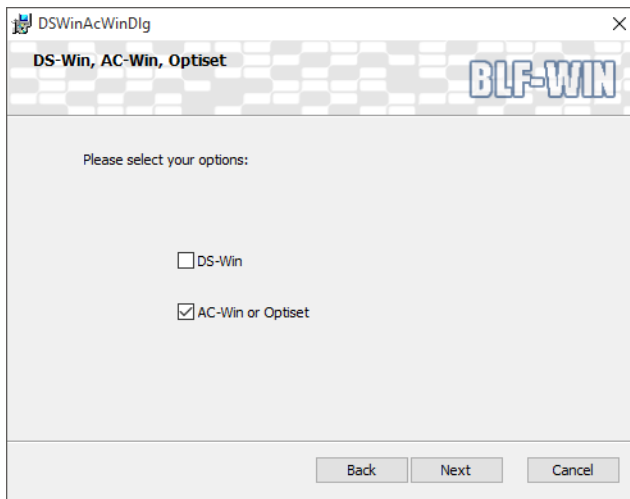 DSWinAcWinDlg
DS-Win, AC-Win, Optiset
BLF-WIN
Please select your options:
DS-Win
AC-Win or Optiset
Back Next Cancel